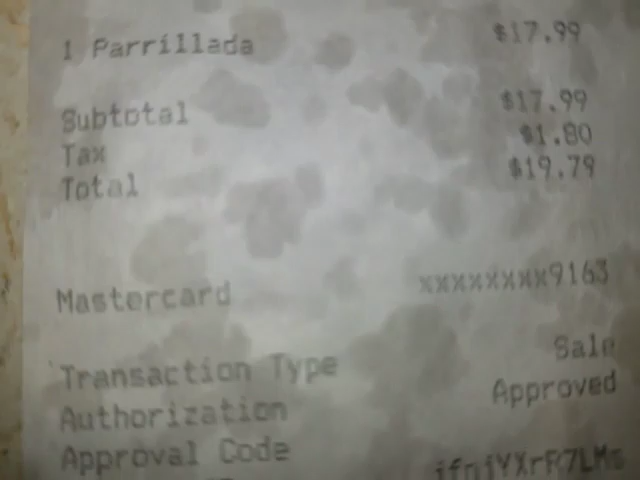 1 Parrillada $17.99
Subtotal $17.99
Tax $1.80
Total $19.79
Mastercard xxxxxxxx9163
Transaction Type Sale
Authorization Approved
Approval Code